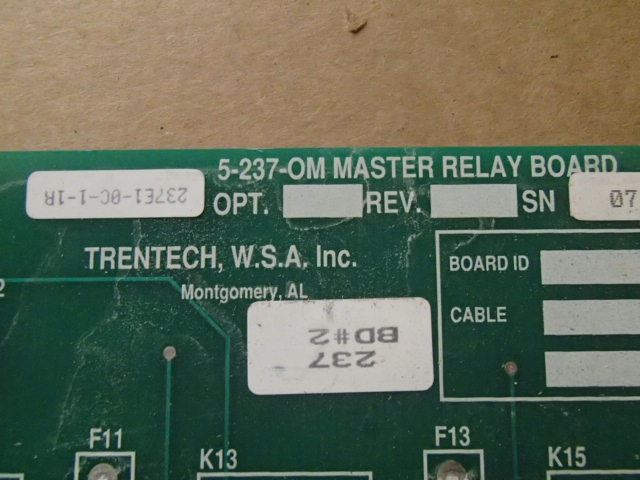 5-237-OM MASTER RELAY BOARD
237E1-0C-1-1R
OPT. REV. SN 07
TRENTECH, W.S.A. Inc.
Montgomery, AL
BOARD ID
CABLE
237
BD#2
2
F11
F13
K13
K15